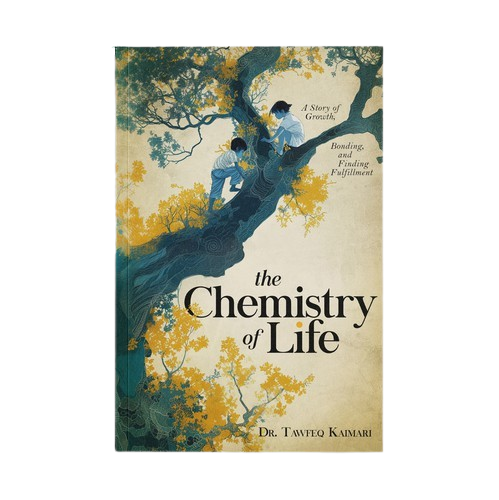 A Story of
Growth,
Bonding,
and
Finding
Fulfillment
the
Chemistry
of Life
Dr. Tawfeq Kaimari